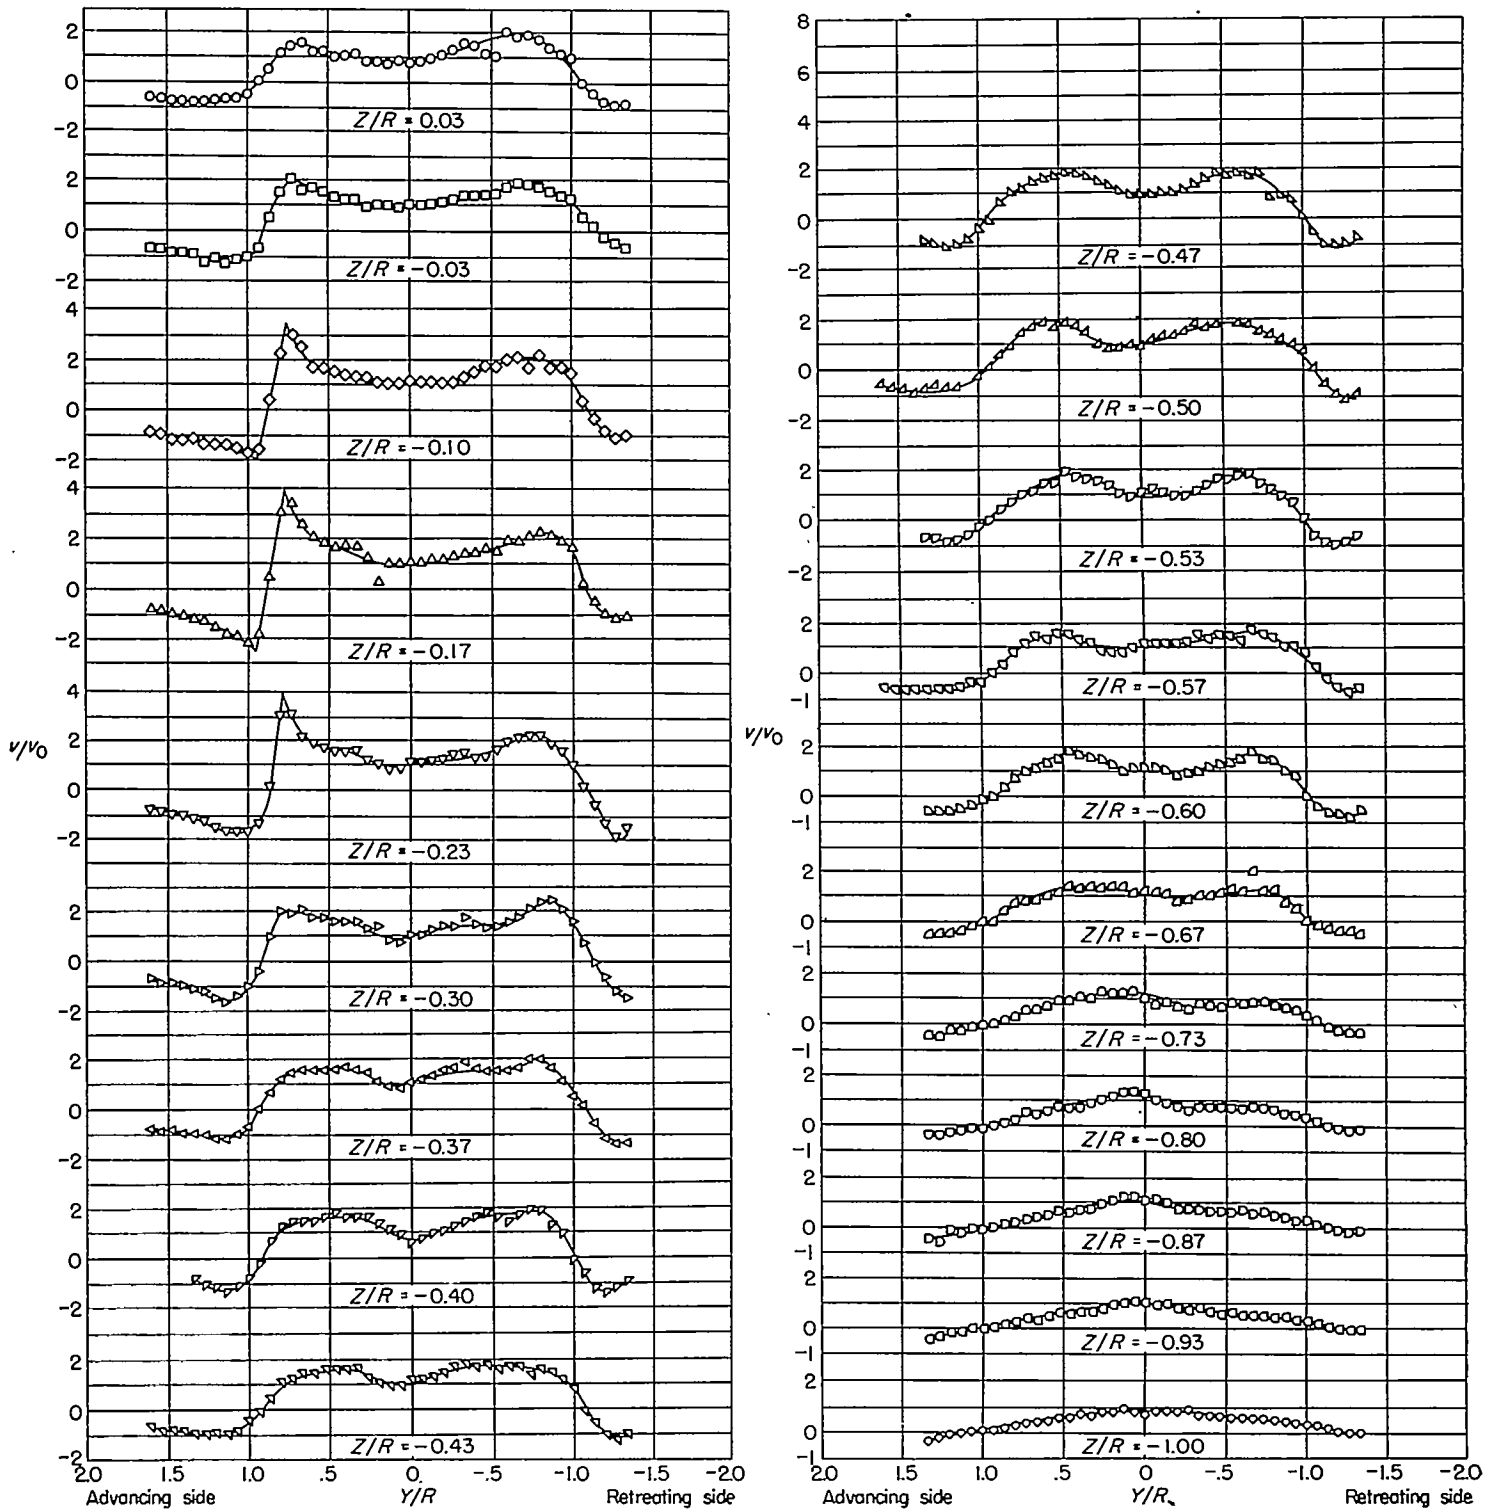 2
0
-2
Z/R = 0.03
2
0
-2
Z/R = -0.03
4
2
0
-2
Z/R = -0.10
4
2
0
-2
Z/R = -0.17
4
2
0
-2
Z/R = -0.23
v/v0
2
0
-2
Z/R = -0.30
2
0
-2
Z/R = -0.37
2
0
-2
Z/R = -0.40
2
0
-2
Z/R = -0.43
2.0 1.5 1.0 .5 0 -.5 -1.0 -1.5 -2.0
Advancing side Y/R Retreating side
8
6
4
2
0
-2
Z/R = -0.47
2
0
-2
Z/R = -0.50
2
0
-2
Z/R = -0.53
2
0
-1
Z/R = -0.57
v/v0
2
0
-1
Z/R = -0.60
2
0
-1
Z/R = -0.67
2
0
-1
Z/R = -0.73
2
0
-1
Z/R = -0.80
2
0
-1
Z/R = -0.87
2
0
-1
Z/R = -0.93
2
0
-1
Z/R = -1.00
2.0 1.5 1.0 .5 0 -.5 -1.0 -1.5 -2.0
Advancing side Y/R Retreating side